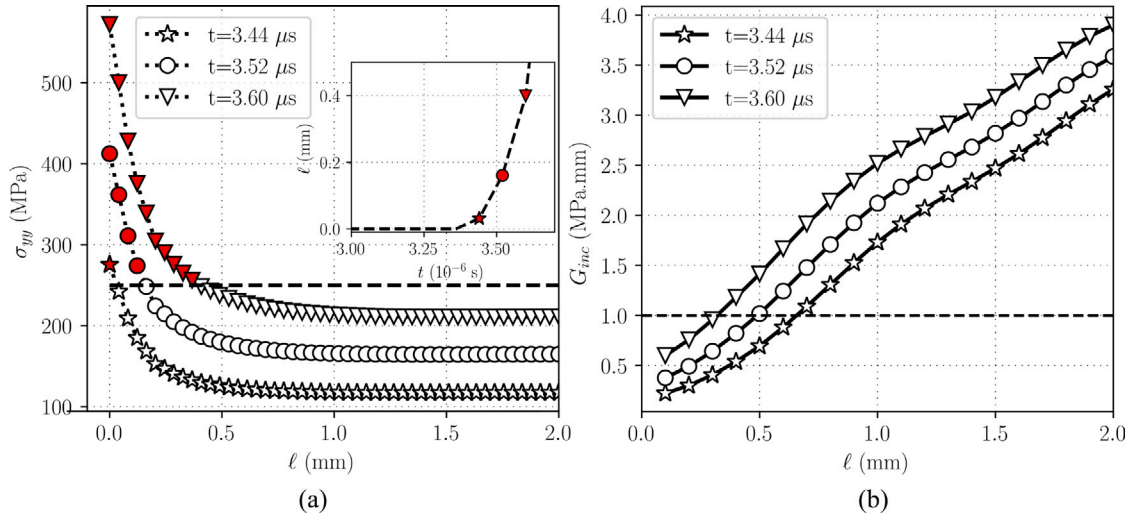 t=3.44 μs
t=3.52 μs
t=3.60 μs
500
400
300
200
100
σyy (MPa)
0.0
0.5
1.0
1.5
2.0
ℓ (mm)
0.4
0.2
0.0
ℓ (mm)
3.00
3.25
3.50
t (10⁻⁶ s)
(a)
t=3.44 μs
t=3.52 μs
t=3.60 μs
4.0
3.5
3.0
2.5
2.0
1.5
1.0
0.5
Ginc (MPa.mm)
0.0
0.5
1.0
1.5
2.0
ℓ (mm)
(b)